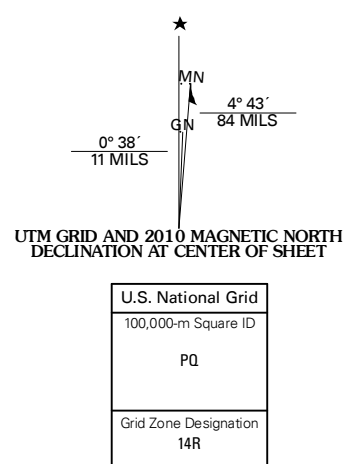 ★
MN
4° 43´
84 MILS
GN
0° 38´
11 MILS
UTM GRID AND 2010 MAGNETIC NORTH
DECLINATION AT CENTER OF SHEET
U.S. National Grid
100,000-m Square ID
PQ
Grid Zone Designation
14R